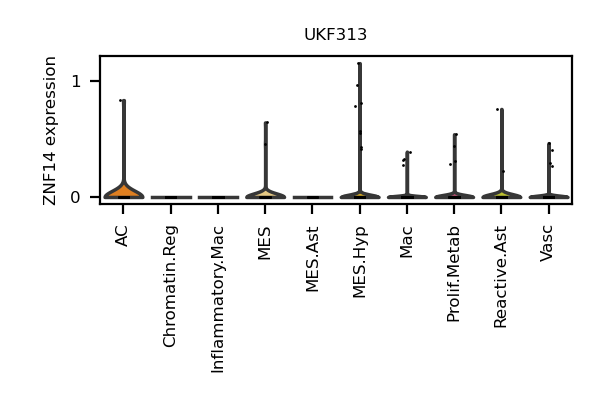 UKF313
ZNF14 expression
1
0
AC
Chromatin.Reg
Inflammatory.Mac
MES
MES.Ast
MES.Hyp
Mac
Prolif.Metab
Reactive.Ast
Vasc